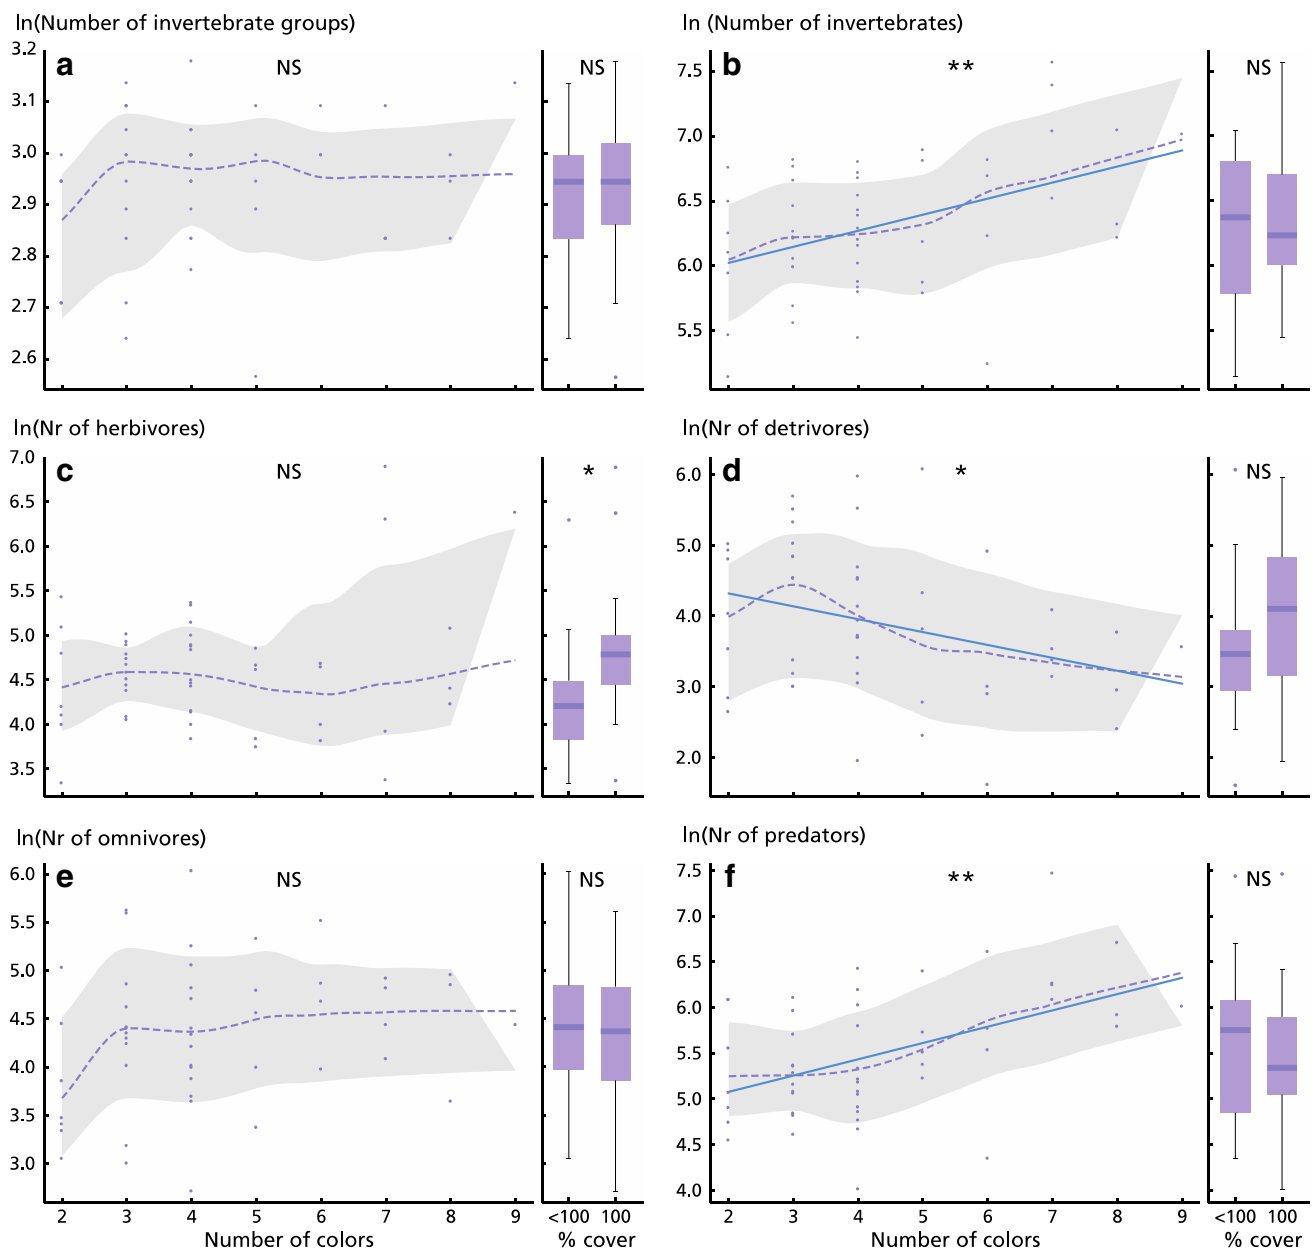 ln(Number of invertebrate groups)
ln (Number of invertebrates)
3.2
3.1
3.0
2.9
2.8
2.7
2.6
a
NS
NS
7.5
7.0
6.5
6.0
5.5
b
**
NS
ln(Nr of herbivores)
ln(Nr of detrivores)
7.0
6.5
6.0
5.5
5.0
4.5
4.0
3.5
c
NS
*
6.0
5.0
4.0
3.0
2.0
d
*
NS
ln(Nr of omnivores)
ln(Nr of predators)
6.0
5.5
5.0
4.5
4.0
3.5
3.0
e
NS
NS
7.5
7.0
6.5
6.0
5.5
5.0
4.5
4.0
f
**
NS
2 3 4 5 6 7 8 9
<100 100
2 3 4 5 6 7 8 9
<100 100
Number of colors
% cover
Number of colors
% cover